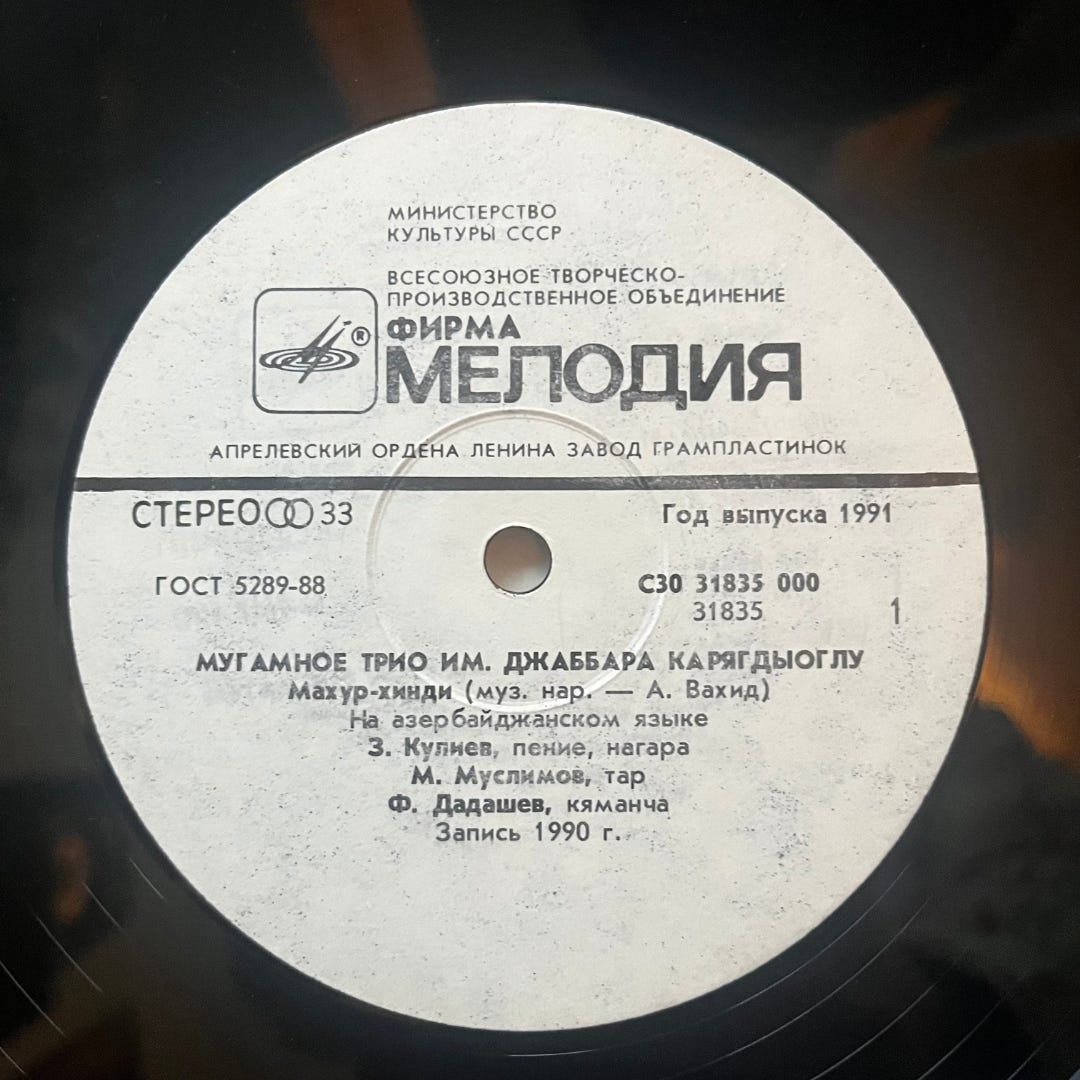 МИНИСТЕРСТВО
КУЛЬТУРЫ СССР
ВСЕСОЮЗНОЕ ТВОРЧЕСКО-
ПРОИЗВОДСТВЕННОЕ ОБЪЕДИНЕНИЕ
ФИРМА
®
МЕЛОДИЯ
АПРЕЛЕВСКИЙ ОРДЕНА ЛЕНИНА ЗАВОД ГРАМПЛАСТИНОК
СТЕРЕО 33
Год выпуска 1991
ГОСТ 5289-88
С30 31835 000
31835
1
МУГАМНОЕ ТРИО ИМ. ДЖАББАРА КАРЯГДЫОГЛУ
Махур-хинди (муз. нар. — А. Вахид)
На азербайджанском языке
З. Кулиев, пение, нагара
М. Муслимов, тар
Ф. Дадашев, кяманча
Запись 1990 г.